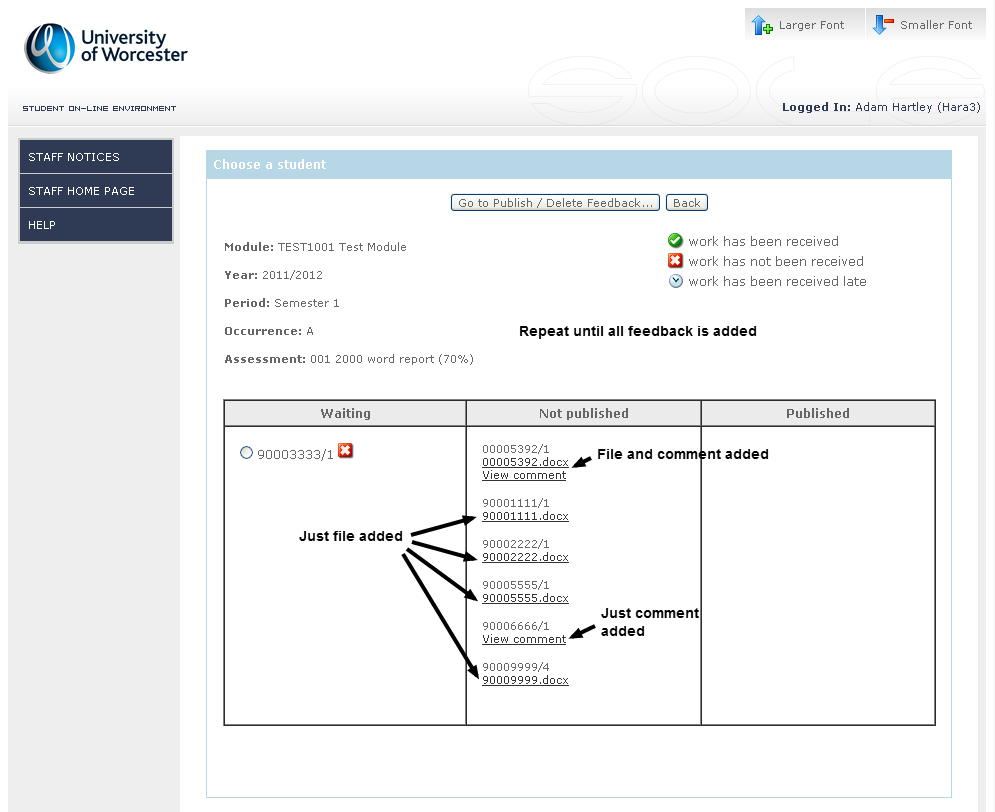 University
of Worcester
Larger Font
Smaller Font
SOLE
STUDENT ON-LINE ENVIRONMENT
Logged In: Adam Hartley (Hara3)
STAFF NOTICES
STAFF HOME PAGE
HELP
Choose a student
Go to Publish / Delete Feedback...
Back
Module: TEST1001 Test Module
Year: 2011/2012
Period: Semester 1
Occurrence: A
Assessment: 001 2000 word report (70%)
work has been received
work has not been received
work has been received late
Repeat until all feedback is added
Waiting
Not published
Published
90003333/1
00005392/1
00005392.docx
View comment
File and comment added
90001111/1
90001111.docx
Just file added
90002222/1
90002222.docx
90005555/1
90005555.docx
90006666/1
View comment
Just comment
added
90009999/4
90009999.docx